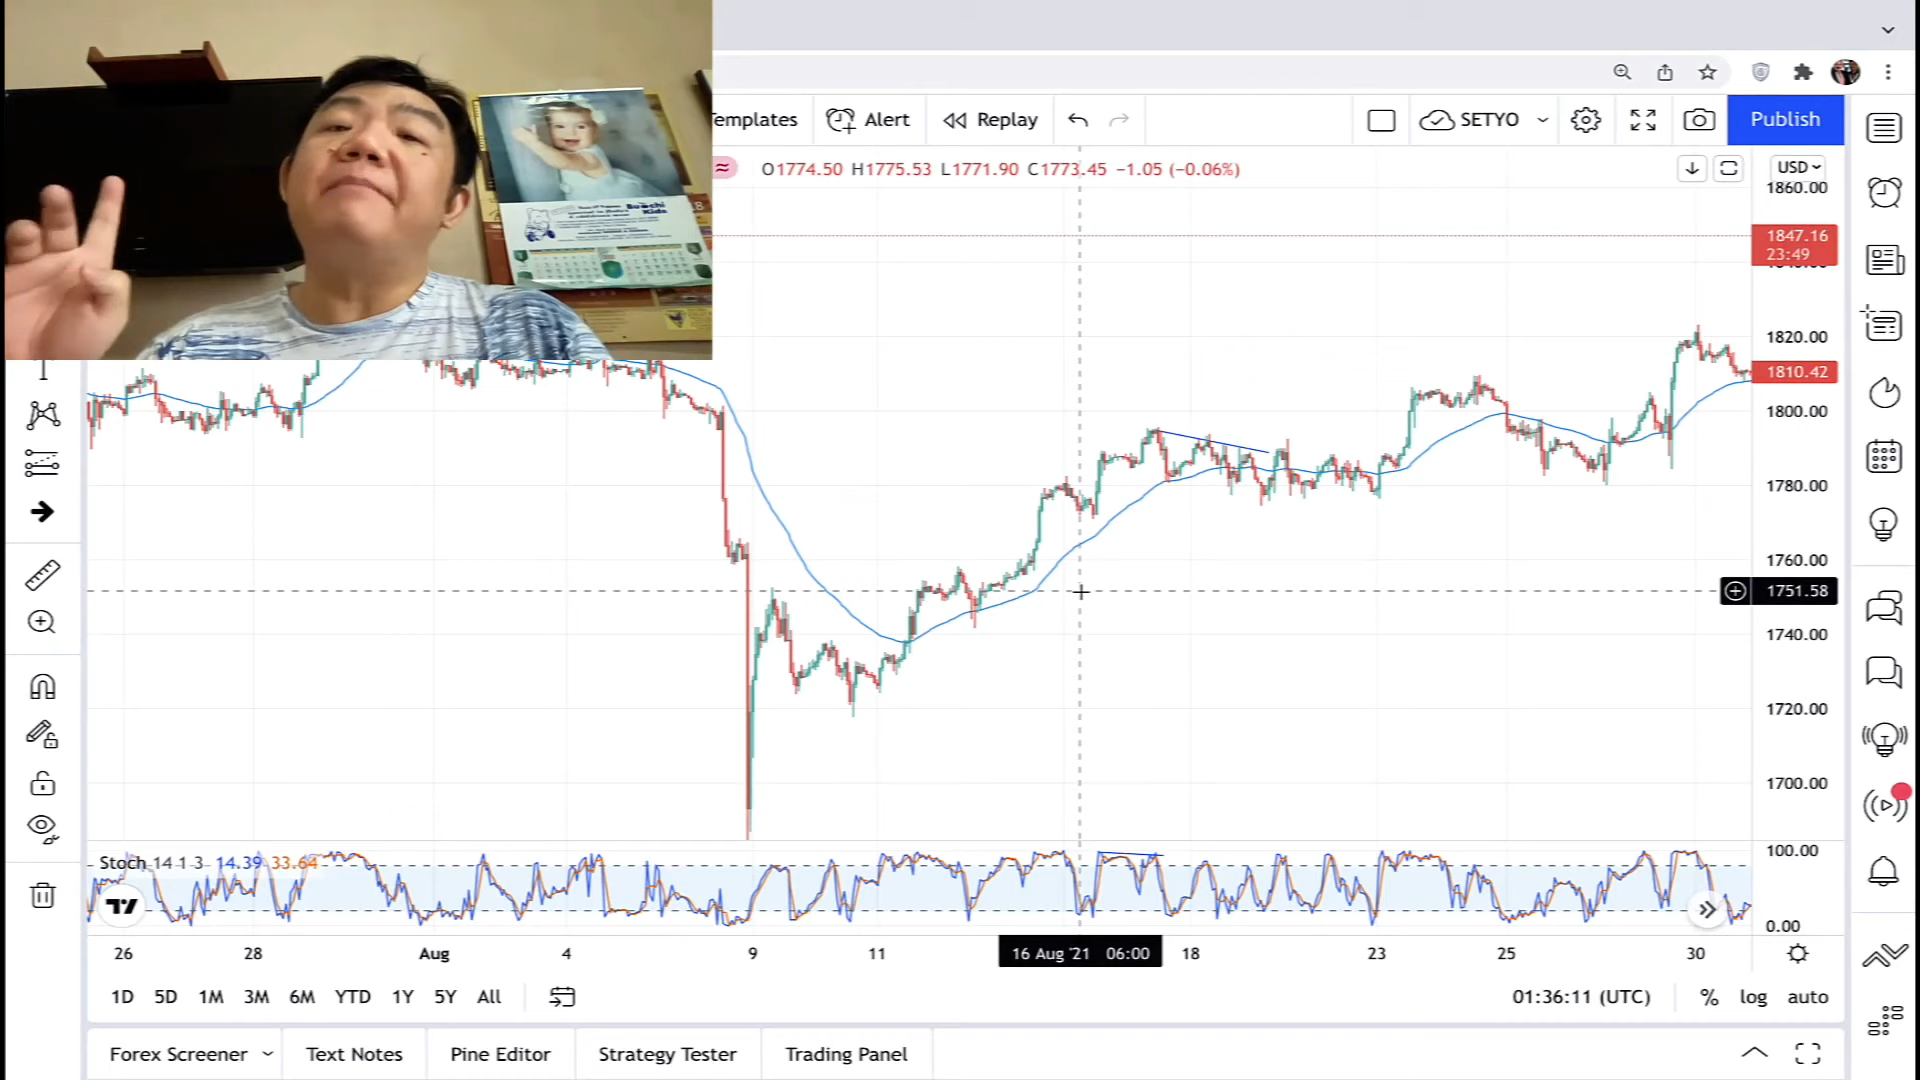 Templates
Alert
Replay
SETYO
Publish
O1774.50 H1775.53 L1771.90 C1773.45 −1.05 (−0.06%)
USD
1860.00
1847.16
23:49
1820.00
1810.42
1800.00
1780.00
1760.00
1751.58
1740.00
1720.00
1700.00
Stoch 14 1 3 14.39 33.64
100.00
0.00
26 28 Aug 4 9 11 16 Aug '21 06:00 18 23 25 30
1D 5D 1M 3M 6M YTD 1Y 5Y All
01:36:11 (UTC) % log auto
Forex Screener Text Notes Pine Editor Strategy Tester Trading Panel